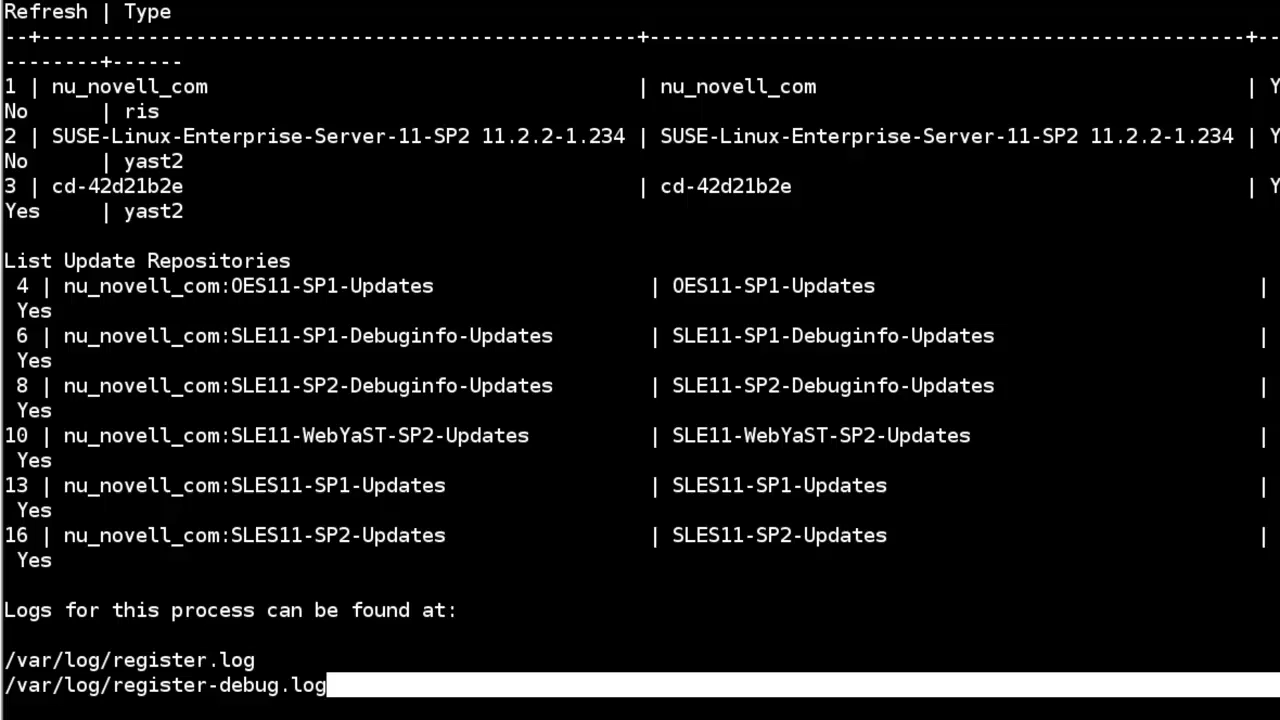 Refresh | Type
--+--------------------------------------------------+--------------------------------------------------+--
--------+------
1 | nu_novell_com                                    | nu_novell_com                                    | Y
No      | ris
2 | SUSE-Linux-Enterprise-Server-11-SP2 11.2.2-1.234 | SUSE-Linux-Enterprise-Server-11-SP2 11.2.2-1.234 | Y
No      | yast2
3 | cd-42d21b2e                                      | cd-42d21b2e                                      | Y
Yes     | yast2
List Update Repositories
 4 | nu_novell_com:OES11-SP1-Updates                  | OES11-SP1-Updates                                |
 Yes
 6 | nu_novell_com:SLE11-SP1-Debuginfo-Updates        | SLE11-SP1-Debuginfo-Updates                      |
 Yes
 8 | nu_novell_com:SLE11-SP2-Debuginfo-Updates        | SLE11-SP2-Debuginfo-Updates                      |
 Yes
10 | nu_novell_com:SLE11-WebYaST-SP2-Updates          | SLE11-WebYaST-SP2-Updates                        |
 Yes
13 | nu_novell_com:SLES11-SP1-Updates                 | SLES11-SP1-Updates                               |
 Yes
16 | nu_novell_com:SLES11-SP2-Updates                 | SLES11-SP2-Updates                               |
 Yes
Logs for this process can be found at:
/var/log/register.log
/var/log/register-debug.log